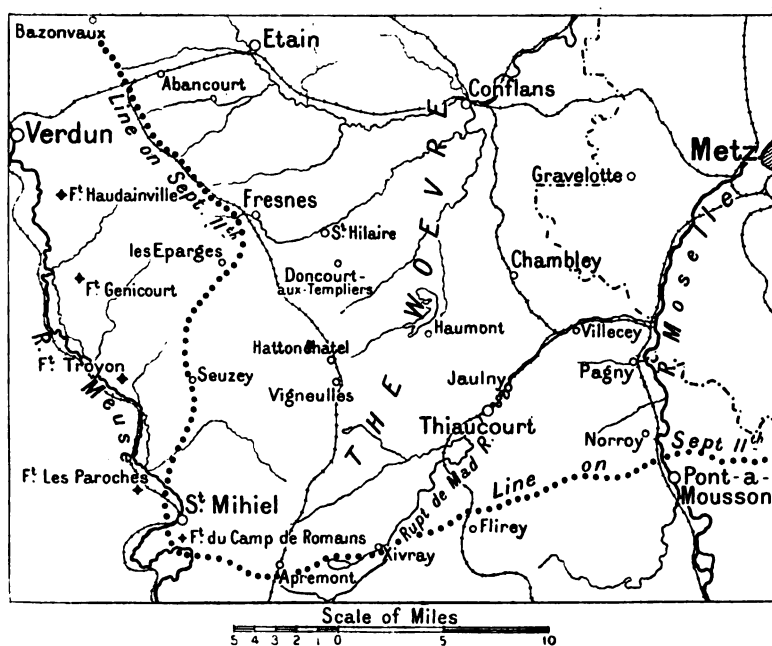 Bazonvaux
Etain
Abancourt
Conflans
Verdun
Line on Sept. 11th
Metz
Gravelotte
Ft. Haudainville
Fresnes
St Hilaire
les Eparges
Doncourt-
aux-Templiers
Chambley
Ft. Genicourt
THE WOEVRE
R. Moselle
Haumont
Villecey
Hattonchatel
Ft. Troyon
R. Meuse
Seuzey
Vigneulles
Jaulny
Pagny
Thiaucourt
Norroy
Line on Sept 11th
Ft. Les Paroches
Rupt de Mad R.
Pont-a-
Mousson
St. Mihiel
Flirey
Ft. du Camp de Romains
Xivray
Apremont
Scale of Miles
5 4 3 2 1 0 5 10